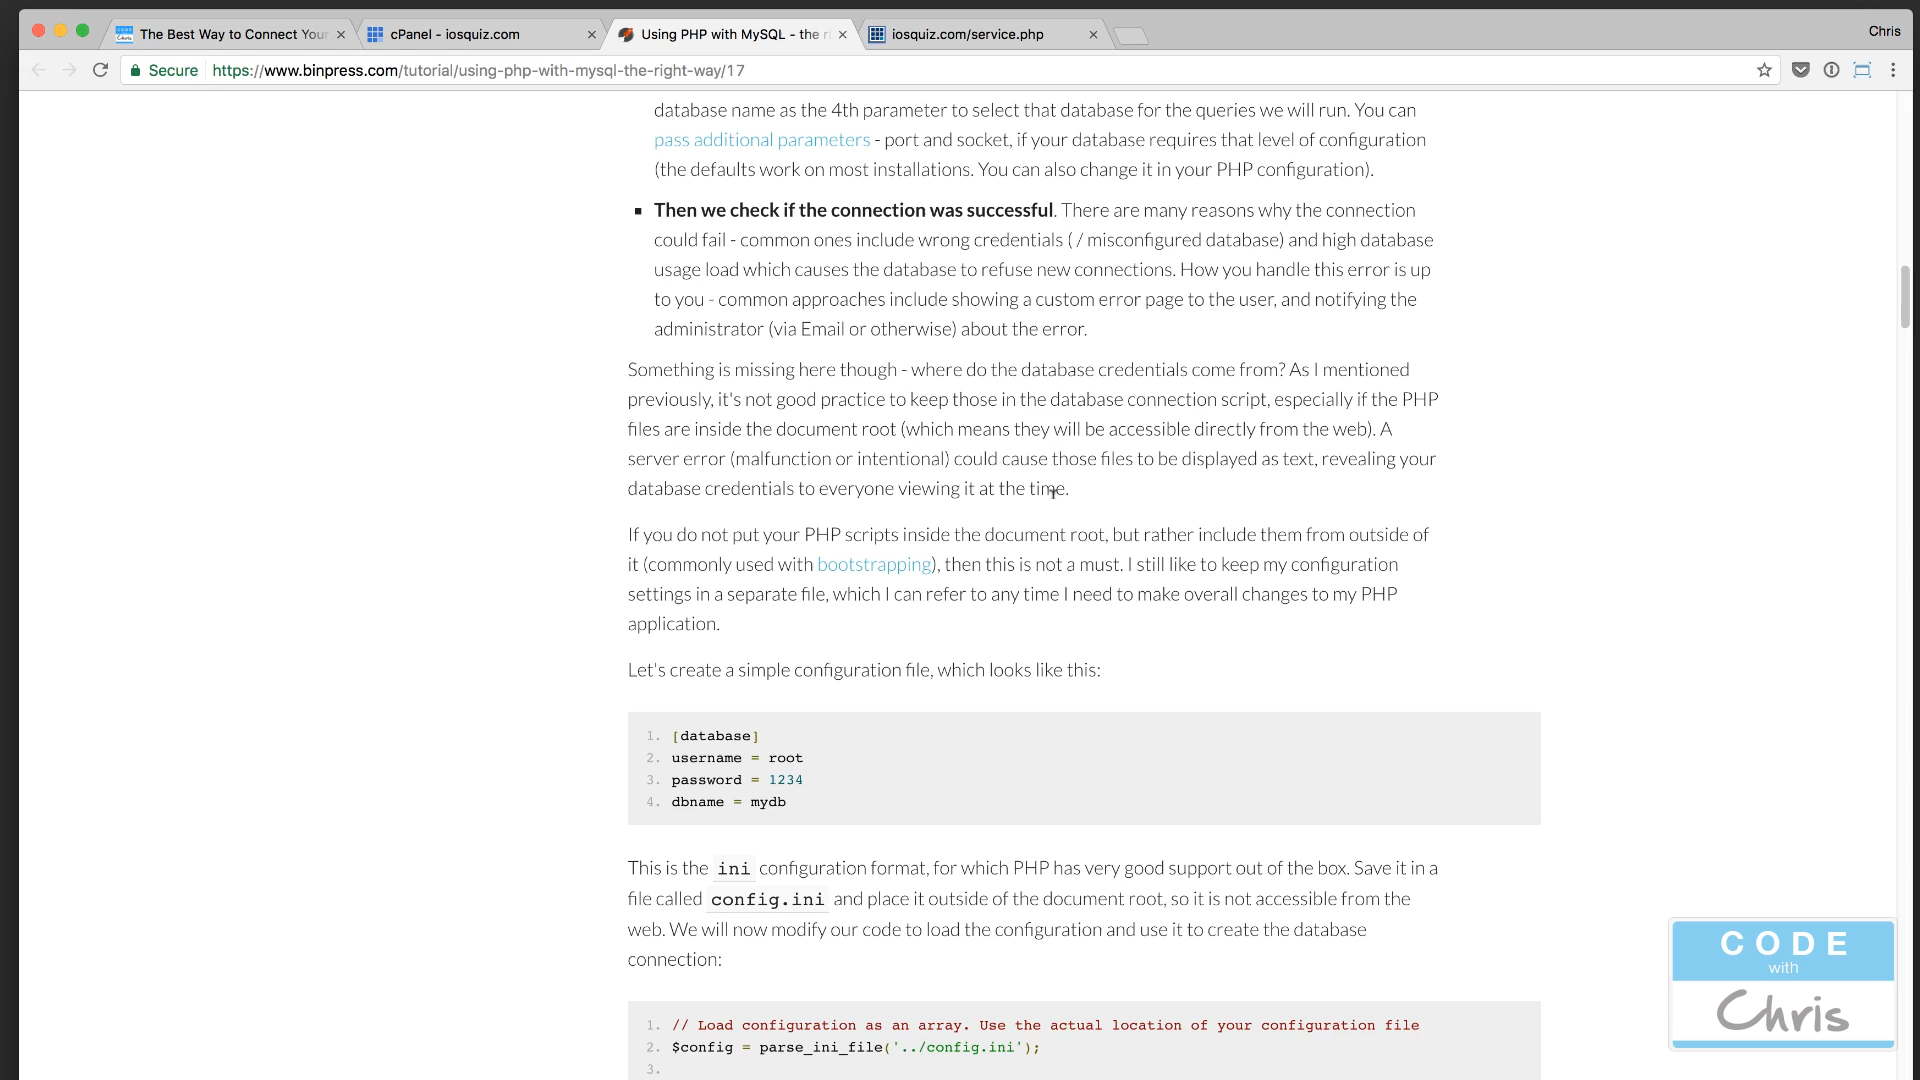 The Best Way to Connect Your
cPanel - iosquiz.com
Using PHP with MySQL - the ri
iosquiz.com/service.php
Chris
Secure
https://www.binpress.com/tutorial/using-php-with-mysql-the-right-way/17
database name as the 4th parameter to select that database for the queries we will run. You can
pass additional parameters - port and socket, if your database requires that level of configuration
(the defaults work on most installations. You can also change it in your PHP configuration).
Then we check if the connection was successful. There are many reasons why the connection
could fail - common ones include wrong credentials ( / misconfigured database) and high database
usage load which causes the database to refuse new connections. How you handle this error is up
to you - common approaches include showing a custom error page to the user, and notifying the
administrator (via Email or otherwise) about the error.
Something is missing here though - where do the database credentials come from? As I mentioned
previously, it's not good practice to keep those in the database connection script, especially if the PHP
files are inside the document root (which means they will be accessible directly from the web). A
server error (malfunction or intentional) could cause those files to be displayed as text, revealing your
database credentials to everyone viewing it at the time.
If you do not put your PHP scripts inside the document root, but rather include them from outside of
it (commonly used with bootstrapping), then this is not a must. I still like to keep my configuration
settings in a separate file, which I can refer to any time I need to make overall changes to my PHP
application.
Let's create a simple configuration file, which looks like this:
1. [database]
2. username = root
3. password = 1234
4. dbname = mydb
This is the ini configuration format, for which PHP has very good support out of the box. Save it in a
file called config.ini and place it outside of the document root, so it is not accessible from the
web. We will now modify our code to load the configuration and use it to create the database
connection:
1. // Load configuration as an array. Use the actual location of your configuration file
2. $config = parse_ini_file('../config.ini');
3.
CODE
with
Chris